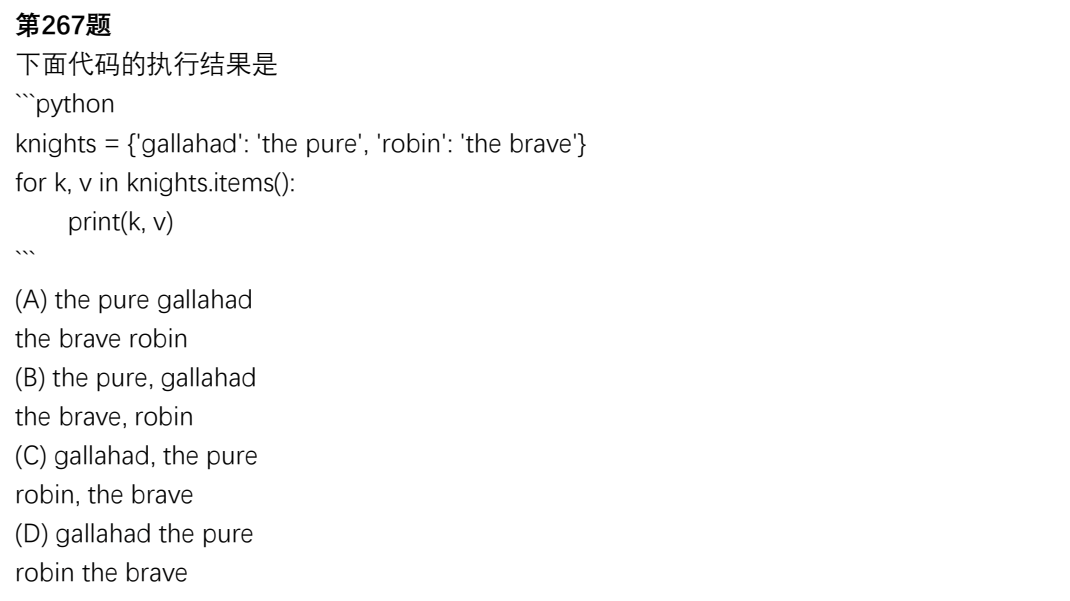 第267题
下面代码的执行结果是
```python
knights = {'gallahad': 'the pure', 'robin': 'the brave'}
for k, v in knights.items():
    print(k, v)
```
(A) the pure gallahad
the brave robin
(B) the pure, gallahad
the brave, robin
(C) gallahad, the pure
robin, the brave
(D) gallahad the pure
robin the brave